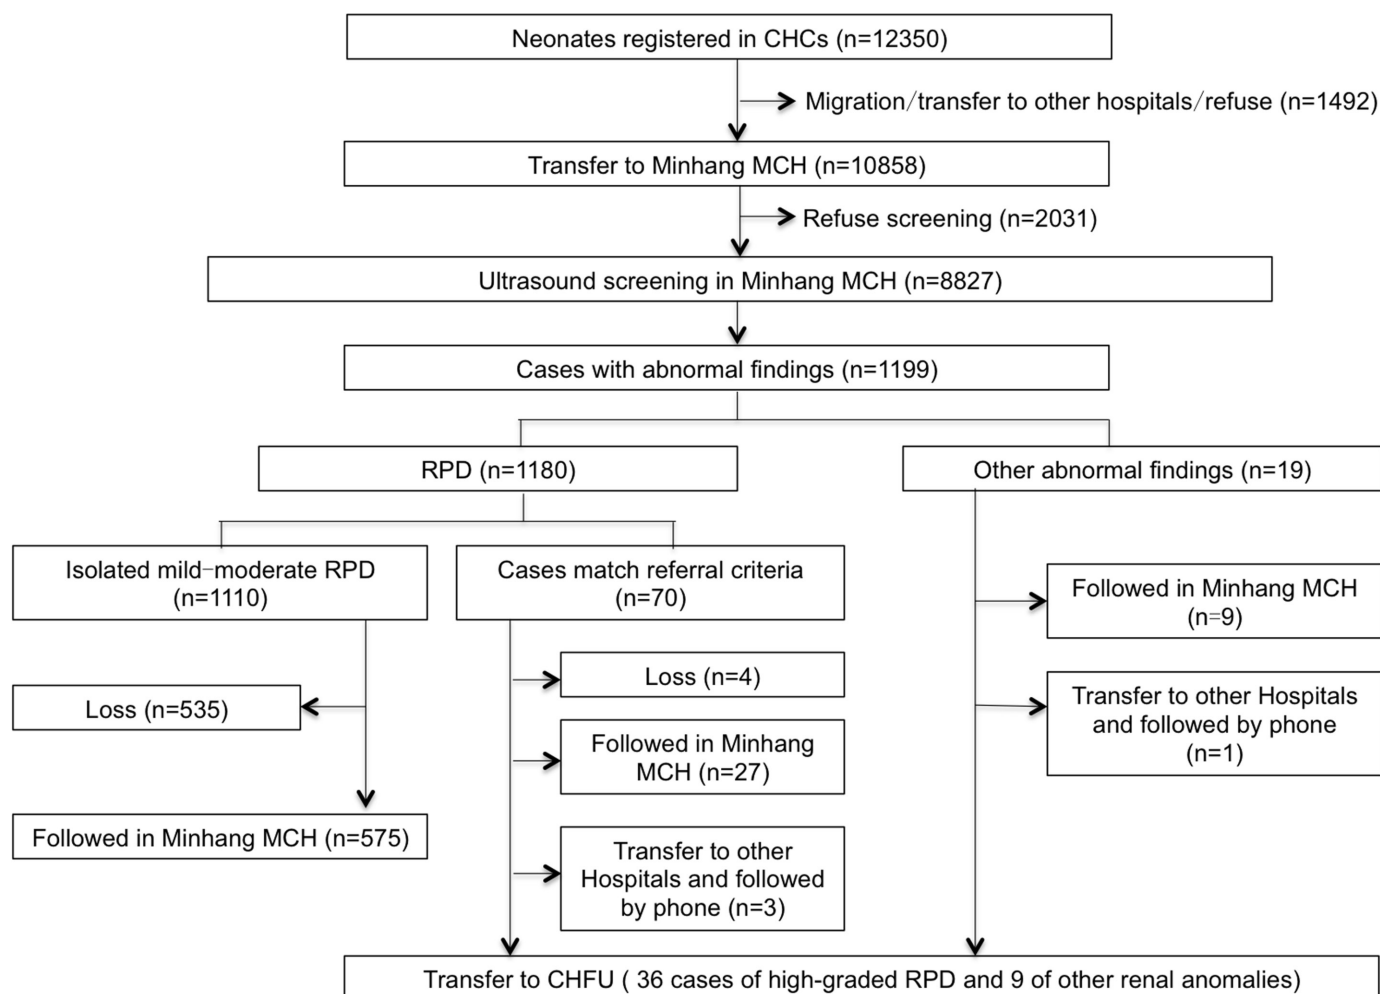 Neonates registered in CHCs (n=12350)
Migration/transfer to other hospitals/refuse (n=1492)
Transfer to Minhang MCH (n=10858)
Refuse screening (n=2031)
Ultrasound screening in Minhang MCH (n=8827)
Cases with abnormal findings (n=1199)
RPD (n=1180)
Other abnormal findings (n=19)
Isolated mild−moderate RPD
(n=1110)
Cases match referral criteria
(n=70)
Followed in Minhang MCH
(n=9)
Loss (n=4)
Loss (n=535)
Transfer to other Hospitals
and followed by phone
(n=1)
Followed in Minhang
MCH (n=27)
Followed in Minhang MCH (n=575)
Transfer to other
Hospitals and followed
by phone (n=3)
Transfer to CHFU ( 36 cases of high-graded RPD and 9 of other renal anomalies)